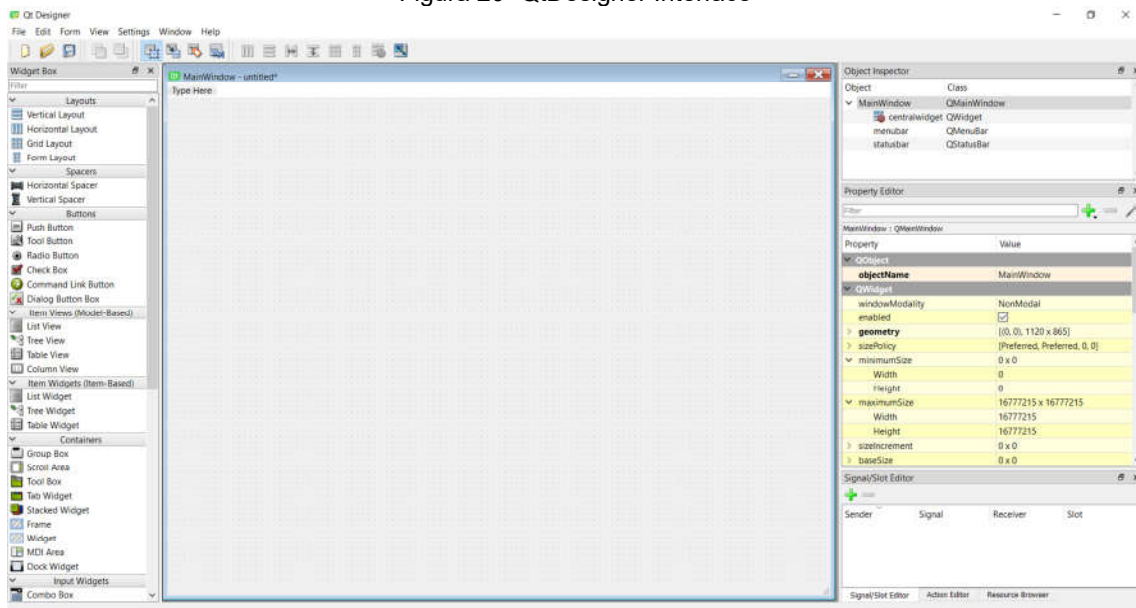 Figura 20 QtDesigner Interface
Qt Designer
File Edit Form View Settings Window Help
Widget Box
Filter
Layouts
Vertical Layout
Horizontal Layout
Grid Layout
Form Layout
Spacers
Horizontal Spacer
Vertical Spacer
Buttons
Push Button
Tool Button
Radio Button
Check Box
Command Link Button
Dialog Button Box
Item Views (Model-Based)
List View
Tree View
Table View
Column View
Item Widgets (Item-Based)
List Widget
Tree Widget
Table Widget
Containers
Group Box
Scroll Area
Tool Box
Tab Widget
Stacked Widget
Frame
Widget
MDI Area
Dock Widget
Input Widgets
Combo Box
MainWindow - untitled*
Type Here
Object Inspector
Object Class
MainWindow QMainWindow
centralwidget QWidget
menubar QMenuBar
statusbar QStatusBar
Property Editor
Filter
MainWindow : QMainWindow
Property Value
QObject
objectName MainWindow
QWidget
windowModality NonModal
enabled
geometry [(0, 0), 1120 x 865]
sizePolicy [Preferred, Preferred, 0, 0]
minimumSize 0 x 0
Width 0
Height 0
maximumSize 16777215 x 16777215
Width 16777215
Height 16777215
sizeIncrement 0 x 0
baseSize 0 x 0
Signal/Slot Editor
Sender Signal Receiver Slot
Signal/Slot Editor Action Editor Resource Browser